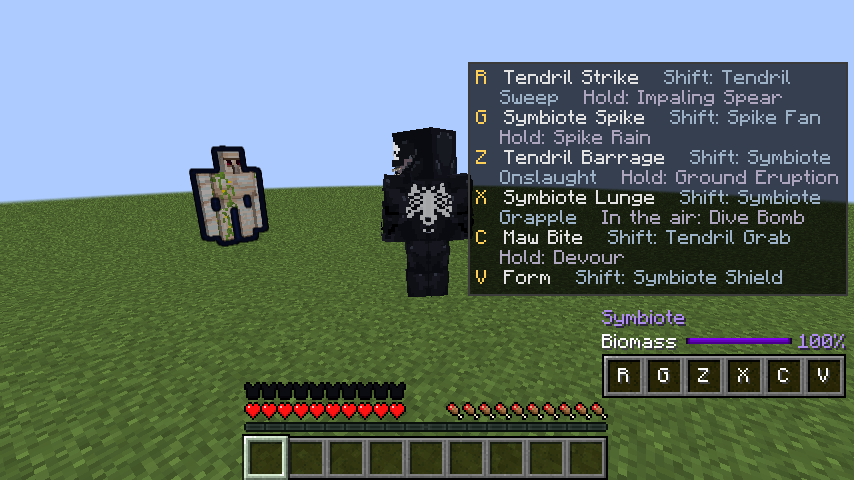 R Tendril Strike Shift: Tendril
Sweep Hold: Impaling Spear
G Symbiote Spike Shift: Spike Fan
Hold: Spike Rain
Z Tendril Barrage Shift: Symbiote
Onslaught Hold: Ground Eruption
X Symbiote Lunge Shift: Symbiote
Grapple In the air: Dive Bomb
C Maw Bite Shift: Tendril Grab
Hold: Devour
V Form Shift: Symbiote Shield
Symbiote
Biomass 100%
R G Z X C V